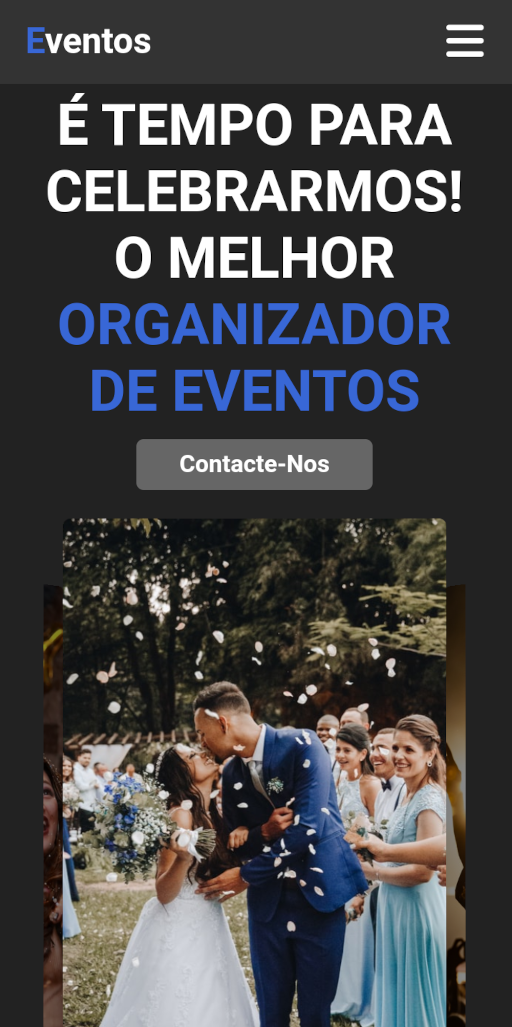 Eventos
É TEMPO PARA
CELEBRARMOS!
O MELHOR
ORGANIZADOR
DE EVENTOS
Contacte-Nos